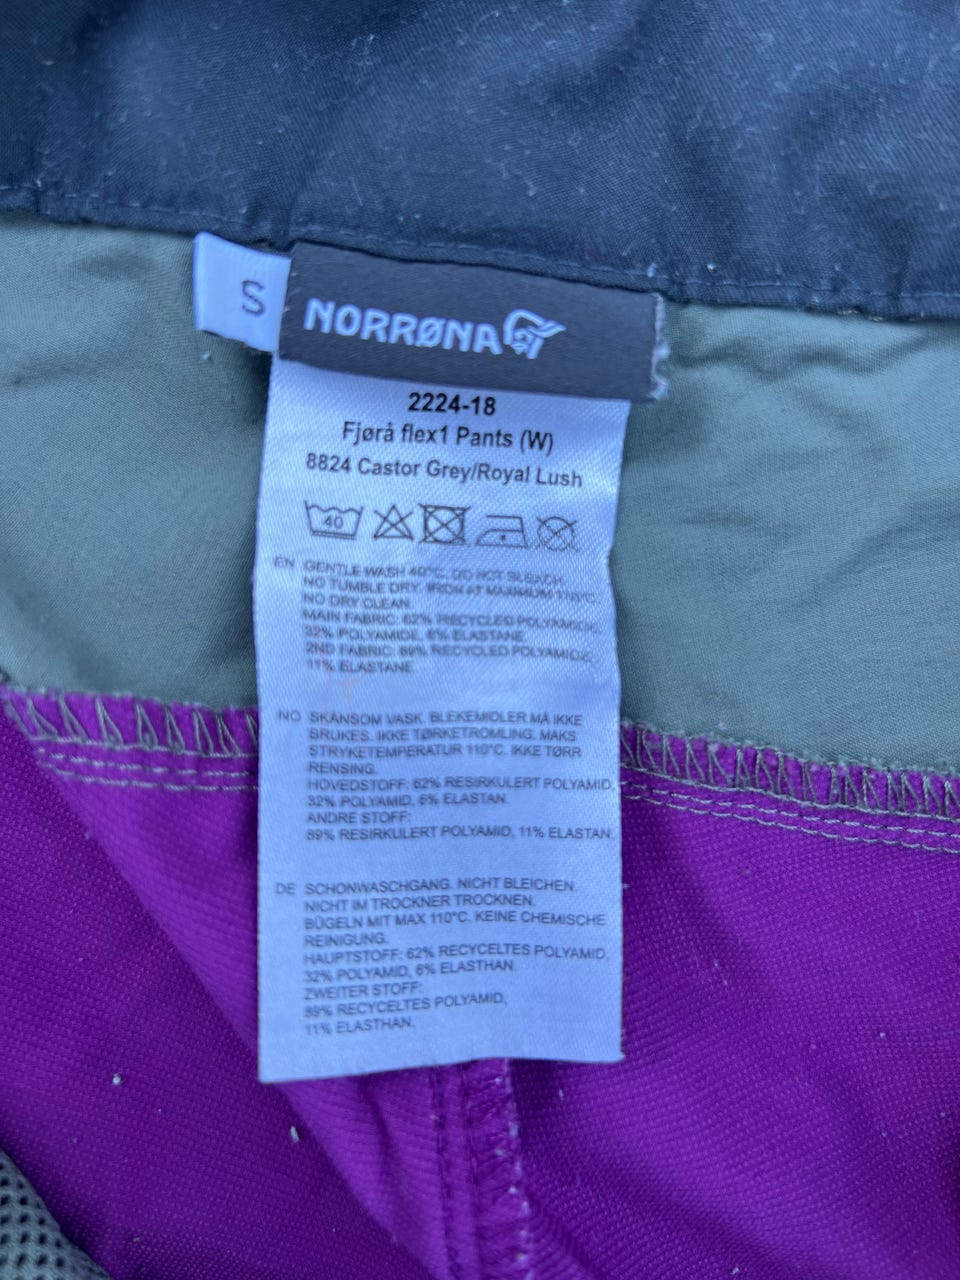 S
NORRØNA
2224-18
Fjørå flex1 Pants (W)
8824 Castor Grey/Royal Lush
40
EN GENTLE WASH 40°C. DO NOT BLEACH.
NO TUMBLE DRY. IRON AT MAXIMUM 110°C.
NO DRY CLEAN.
MAIN FABRIC: 62% RECYCLED POLYAMIDE,
32% POLYAMIDE, 6% ELASTANE.
2ND FABRIC: 89% RECYCLED POLYAMIDE,
11% ELASTANE.
NO SKÅNSOM VASK. BLEKEMIDLER MÅ IKKE
BRUKES. IKKE TØRKETROMLING. MAKS
STRYKETEMPERATUR 110°C. IKKE TØRR
RENSING.
HOVEDSTOFF: 62% RESIRKULERT POLYAMID,
32% POLYAMID, 6% ELASTAN.
ANDRE STOFF:
89% RESIRKULERT POLYAMID, 11% ELASTAN.
DE SCHONWASCHGANG. NICHT BLEICHEN.
NICHT IM TROCKNER TROCKNEN.
BÜGELN MIT MAX 110°C. KEINE CHEMISCHE
REINIGUNG.
HAUPTSTOFF: 62% RECYCELTES POLYAMID,
32% POLYAMID, 6% ELASTHAN.
ZWEITER STOFF:
89% RECYCELTES POLYAMID,
11% ELASTHAN.